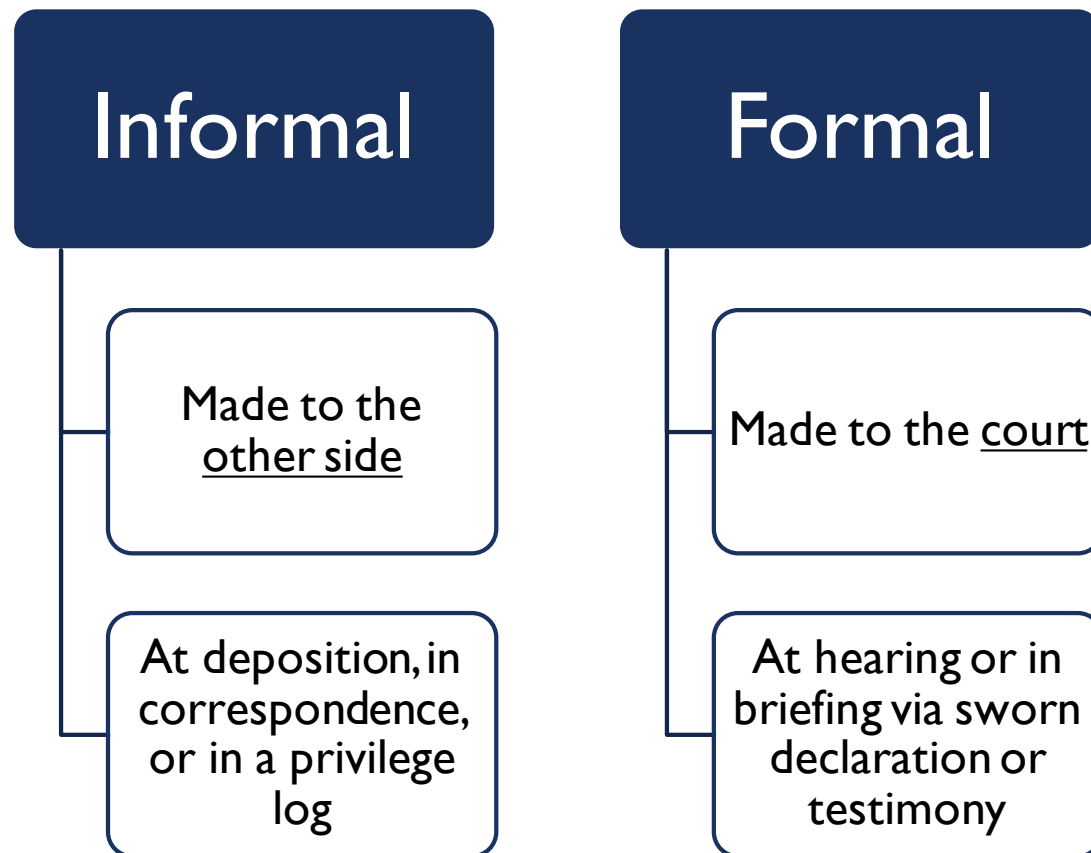 Informal
Made to the
other side
At deposition, in
correspondence,
or in a privilege
log
Formal
Made to the court
At hearing or in
briefing via sworn
declaration or
testimony